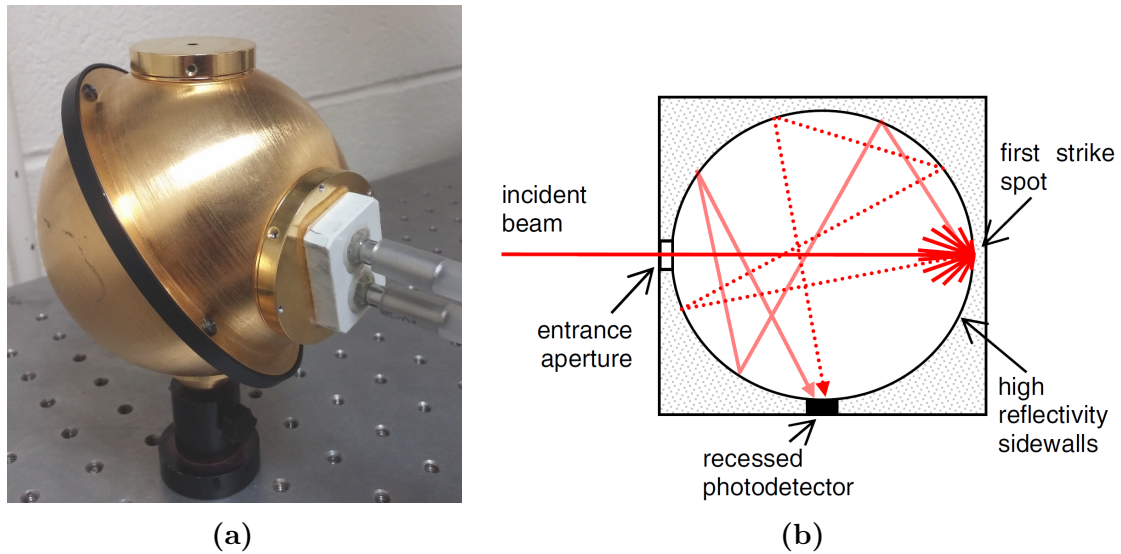 incident
beam
first strike
spot
entrance
aperture
high
reflectivity
sidewalls
recessed
photodetector
(a)
(b)